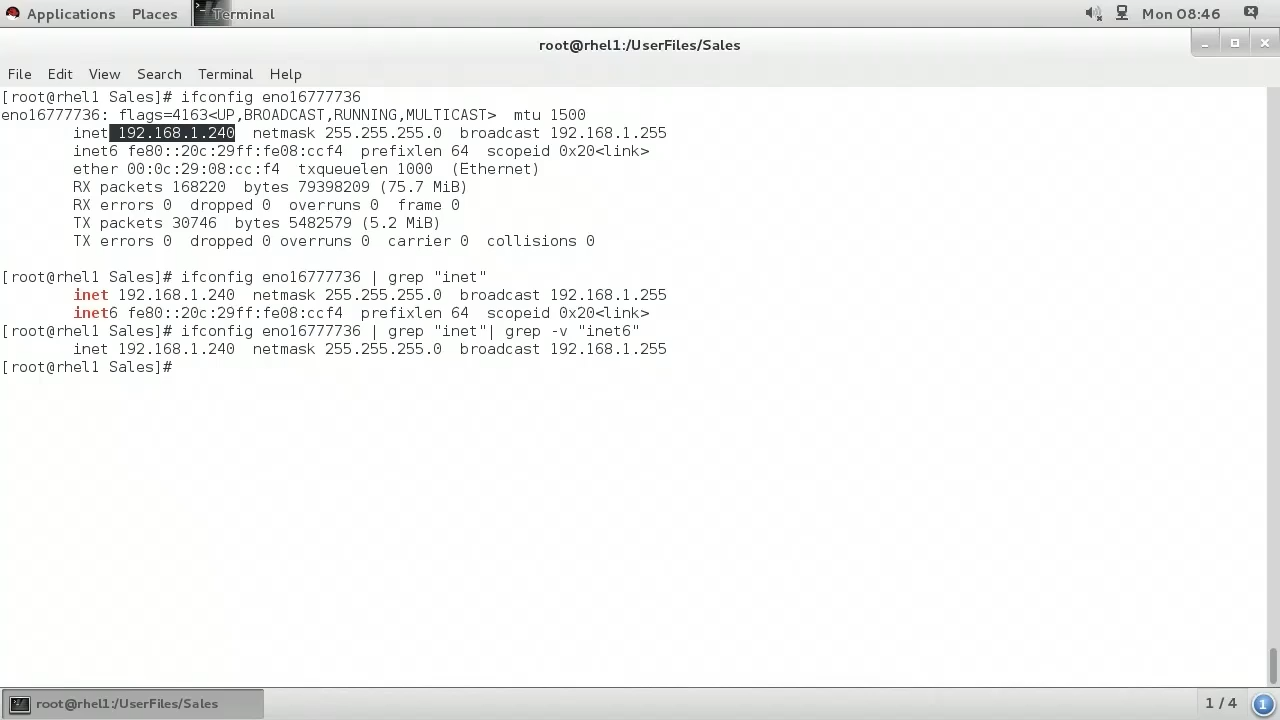 Applications Places Terminal Mon 08:46
root@rhel1:/UserFiles/Sales
File Edit View Search Terminal Help
[root@rhel1 Sales]# ifconfig eno16777736
eno16777736: flags=4163<UP,BROADCAST,RUNNING,MULTICAST>  mtu 1500
        inet 192.168.1.240  netmask 255.255.255.0  broadcast 192.168.1.255
        inet6 fe80::20c:29ff:fe08:ccf4  prefixlen 64  scopeid 0x20<link>
        ether 00:0c:29:08:cc:f4  txqueuelen 1000  (Ethernet)
        RX packets 168220  bytes 79398209 (75.7 MiB)
        RX errors 0  dropped 0  overruns 0  frame 0
        TX packets 30746  bytes 5482579 (5.2 MiB)
        TX errors 0  dropped 0 overruns 0  carrier 0  collisions 0
[root@rhel1 Sales]# ifconfig eno16777736 | grep "inet"
        inet 192.168.1.240  netmask 255.255.255.0  broadcast 192.168.1.255
        inet6 fe80::20c:29ff:fe08:ccf4  prefixlen 64  scopeid 0x20<link>
[root@rhel1 Sales]# ifconfig eno16777736 | grep "inet"| grep -v "inet6"
        inet 192.168.1.240  netmask 255.255.255.0  broadcast 192.168.1.255
[root@rhel1 Sales]#
root@rhel1:/UserFiles/Sales 1 / 4 1